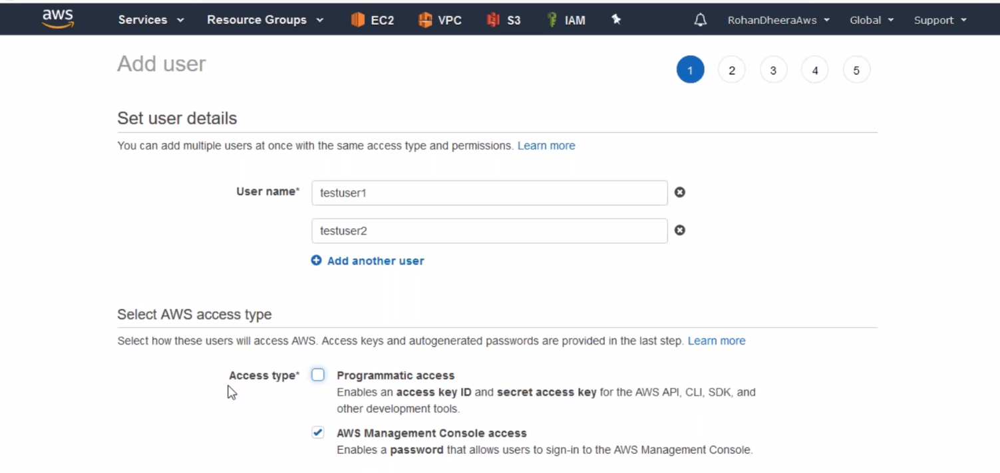 aws Services Resource Groups EC2 VPC S3 IAM RohanDheeraAws Global Support
Add user 1 2 3 4 5
Set user details
You can add multiple users at once with the same access type and permissions. Learn more
User name* testuser1
testuser2
Add another user
Select AWS access type
Select how these users will access AWS. Access keys and autogenerated passwords are provided in the last step. Learn more
Access type* Programmatic access
Enables an access key ID and secret access key for the AWS API, CLI, SDK, and
other development tools.
AWS Management Console access
Enables a password that allows users to sign-in to the AWS Management Console.